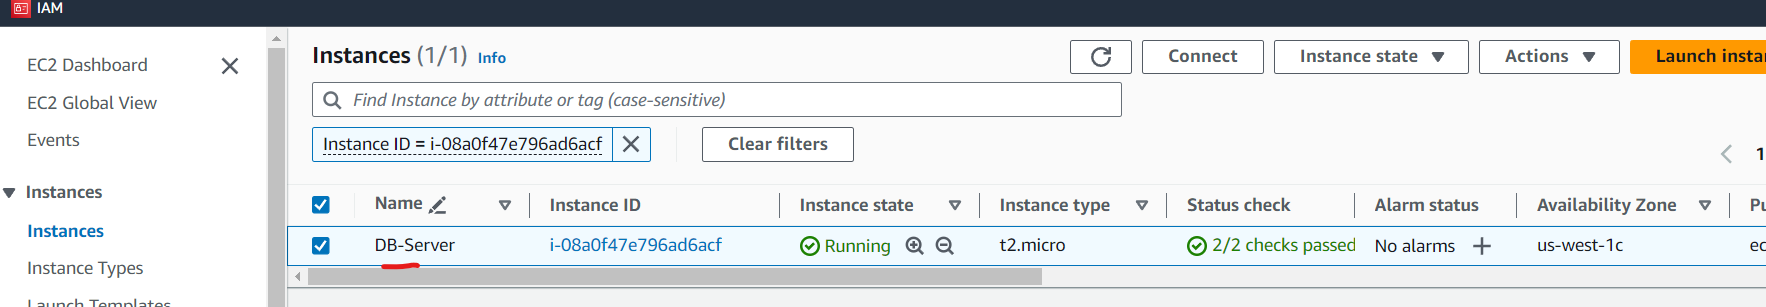 IAM
EC2 Dashboard
EC2 Global View
Events
Instances
Instances
Instance Types
Launch Templates
Instances (1/1) Info
Connect
Instance state
Actions
Launch insta
Find Instance by attribute or tag (case-sensitive)
Instance ID = i-08a0f47e796ad6acf
Clear filters
1
Name Instance ID Instance state Instance type Status check Alarm status Availability Zone Pu
DB-Server i-08a0f47e796ad6acf Running t2.micro 2/2 checks passed No alarms us-west-1c ec